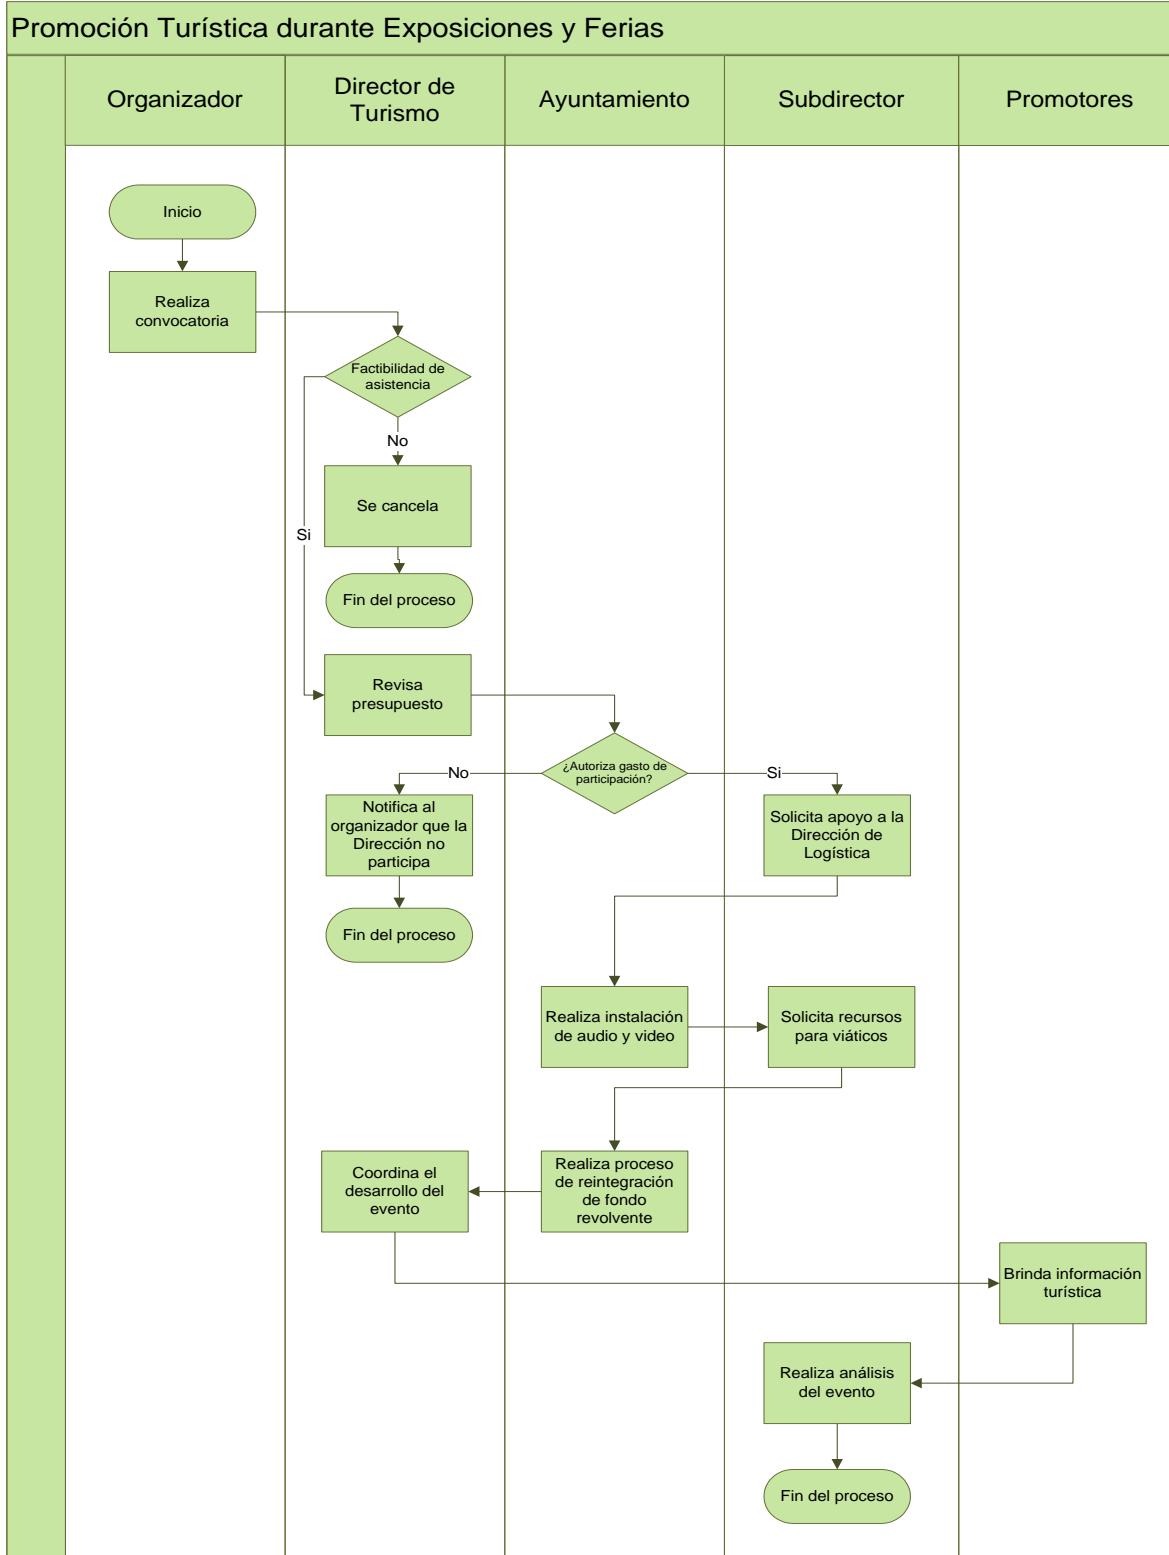 Promoción Turística durante Exposiciones y Ferias
Organizador
Director de
Turismo
Ayuntamiento
Subdirector
Promotores
Inicio
Realiza
convocatoria
Factibilidad de
asistencia
No
Se cancela
Si
Fin del proceso
Revisa
presupuesto
¿Autoriza gasto de
participación?
No
Si
Notifica al
organizador que la
Dirección no
participa
Solicita apoyo a la
Dirección de
Logística
Fin del proceso
Realiza instalación
de audio y video
Solicita recursos
para viáticos
Coordina el
desarrollo del
evento
Realiza proceso
de reintegración
de fondo
revolvente
Brinda información
turística
Realiza análisis
del evento
Fin del proceso